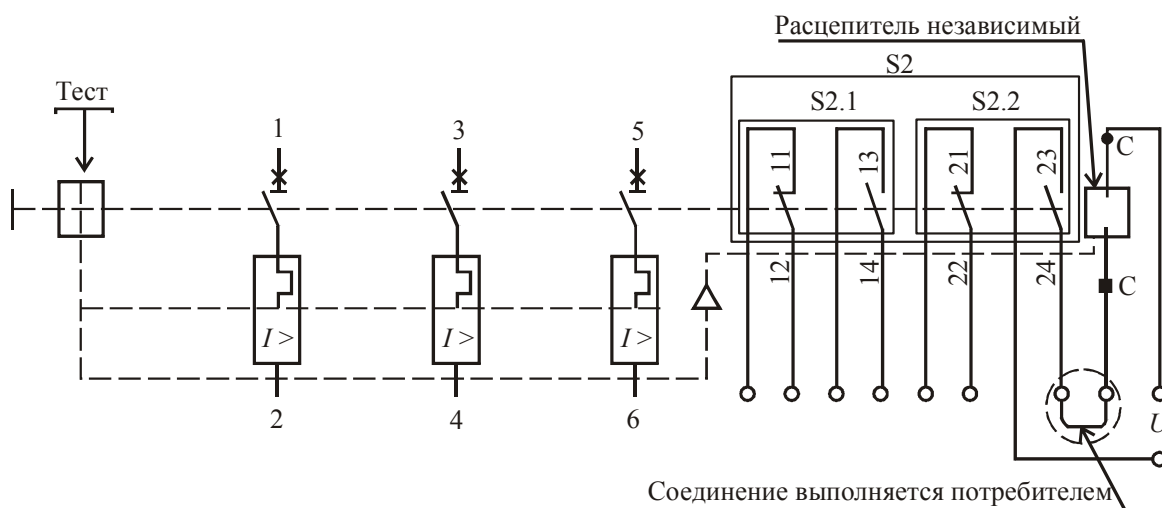 Расцепитель независимый
S2
Тест
S2.1 S2.2
1 3 5
11 13 21 23
C
12 14 22 24
C
I > I > I >
2 4 6
U
Соединение выполняется потребителем